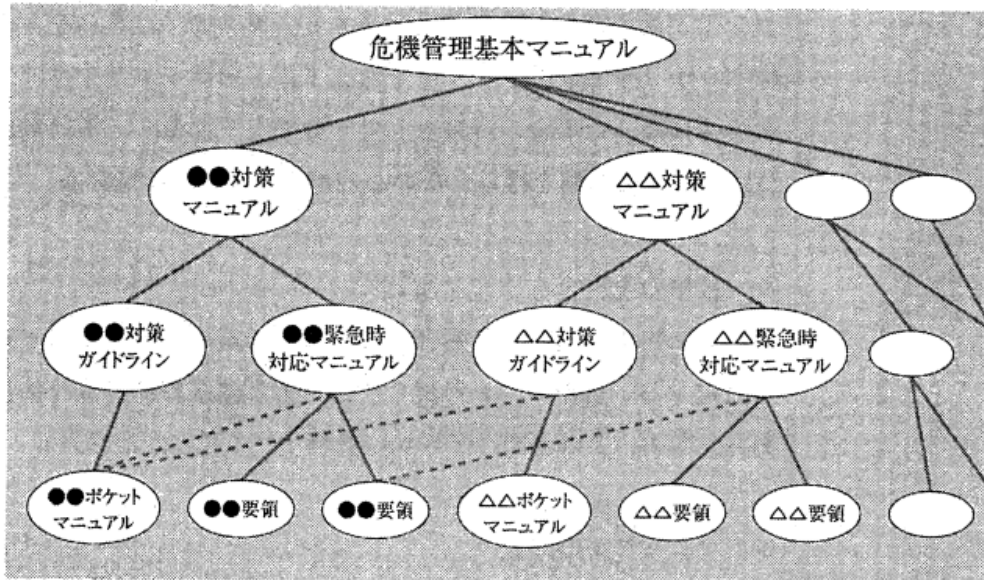 危機管理基本マニュアル
●●対策
マニュアル
△△対策
マニュアル
●●対策
ガイドライン
●●緊急時
対応マニュアル
△△対策
ガイドライン
△△緊急時
対応マニュアル
●●ポケット
マニュアル
●●要領
●●要領
△△ポケット
マニュアル
△△要領
△△要領